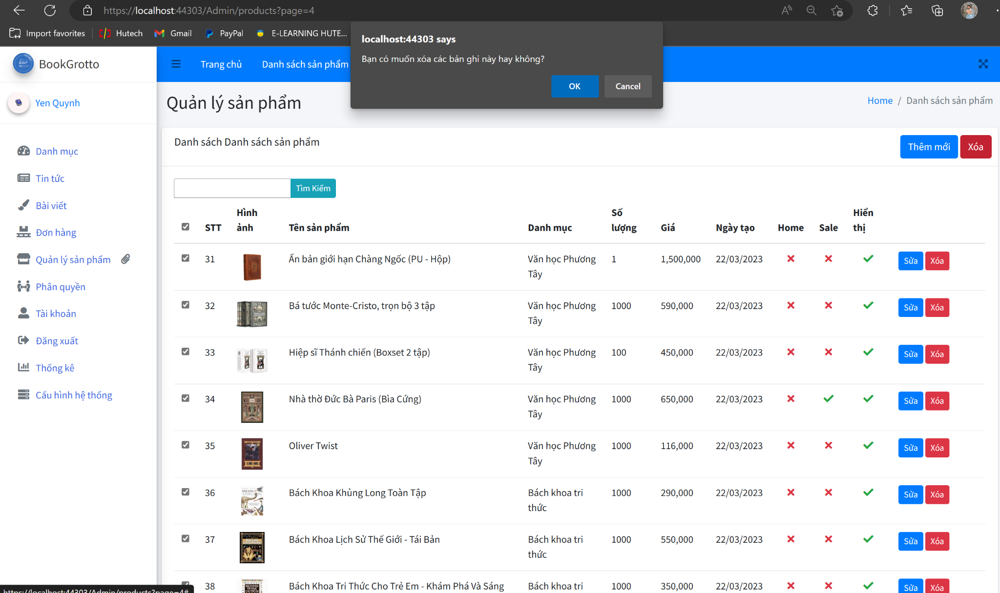 https://localhost:44303/Admin/products?page=4
Import favorites
Hutech
Gmail
PayPal
E-LEARNING HUTE...
localhost:44303 says
Bạn có muốn xóa các bản ghi này hay không?
OK
Cancel
BookGrotto
Trang chủ
Danh sách sản phẩm
Yen Quynh
Quản lý sản phẩm
Home / Danh sách sản phẩm
Danh mục
Tin tức
Bài viết
Đơn hàng
Quản lý sản phẩm
Phân quyền
Tài khoản
Đăng xuất
Thống kê
Cấu hình hệ thống
Danh sách Danh sách sản phẩm
Thêm mới
Xóa
Tìm Kiếm
STT Hình ảnh Tên sản phẩm Danh mục Số lượng Giá Ngày tạo Home Sale Hiển thị
31 Ấn bản giới hạn Chàng Ngốc (PU - Hộp) Văn học Phương 1 1,500,000 22/03/2023 Sửa Xóa
Tây
32 Bá tước Monte-Cristo, trọn bộ 3 tập Văn học Phương 1000 590,000 22/03/2023 Sửa Xóa
Tây
33 Hiệp sĩ Thánh chiến (Boxset 2 tập) Văn học Phương 100 450,000 22/03/2023 Sửa Xóa
Tây
34 Nhà thờ Đức Bà Paris (Bìa Cứng) Văn học Phương 1000 650,000 22/03/2023 Sửa Xóa
Tây
35 Oliver Twist Văn học Phương 1000 116,000 22/03/2023 Sửa Xóa
Tây
36 Bách Khoa Khủng Long Toàn Tập Bách khoa tri 1000 290,000 22/03/2023 Sửa Xóa
thức
37 Bách Khoa Lịch Sử Thế Giới - Tái Bản Bách khoa tri 1000 550,000 22/03/2023 Sửa Xóa
thức
38 Bách Khoa Tri Thức Cho Trẻ Em - Khám Phá Và Sáng Bách khoa tri 1000 350,000 22/03/2023 Sửa Xóa
https://localhost:44303/Admin/products?page=4#